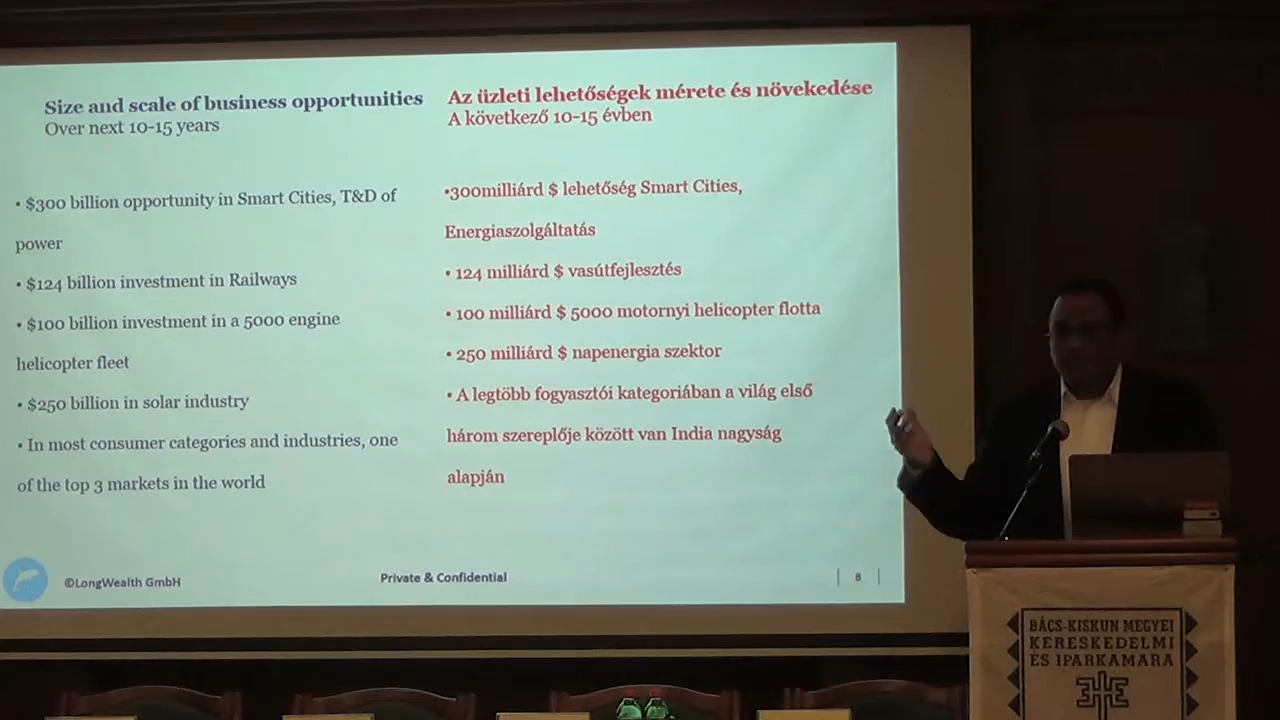 Size and scale of business opportunities
Over next 10-15 years
• $300 billion opportunity in Smart Cities, T&D of
power
• $124 billion investment in Railways
• $100 billion investment in a 5000 engine
helicopter fleet
• $250 billion in solar industry
• In most consumer categories and industries, one
of the top 3 markets in the world
Az üzleti lehetőségek mérete és növekedése
A következő 10-15 évben
•300milliárd $ lehetőség Smart Cities,
Energiaszolgáltatás
• 124 milliárd $ vasútfejlesztés
• 100 milliárd $ 5000 motornyi helicopter flotta
• 250 milliárd $ napenergia szektor
• A legtöbb fogyasztói kategoriában a világ első
három szereplője között van India nagyság
alapján
©LongWealth GmbH
Private & Confidential
8
BÁCS-KISKUN MEGYEI
KERESKEDELMI
ÉS IPARKAMARA